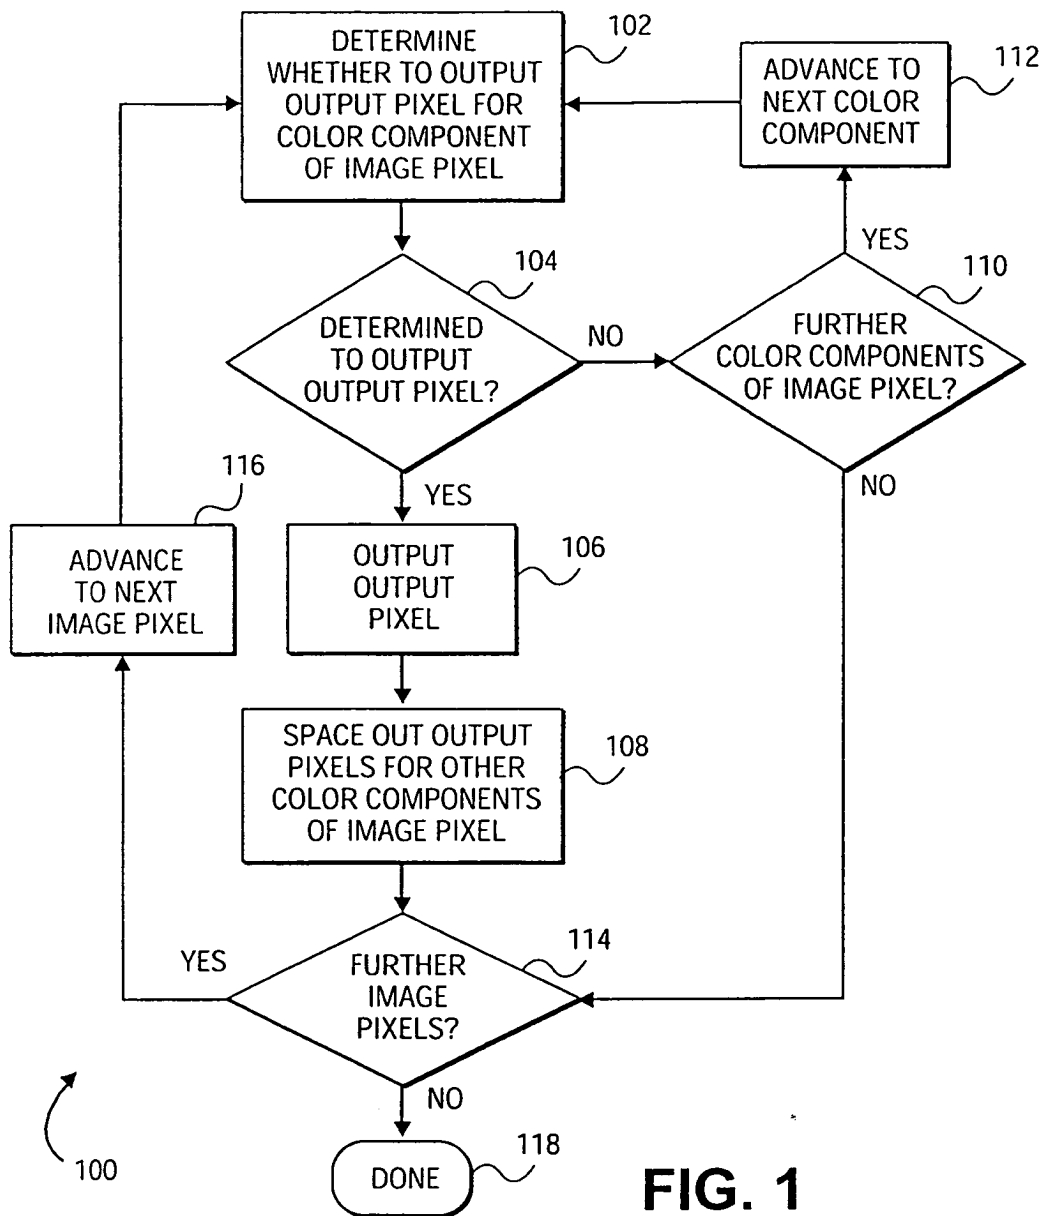 DETERMINE
WHETHER TO OUTPUT
OUTPUT PIXEL FOR
COLOR COMPONENT
OF IMAGE PIXEL
102
ADVANCE TO
NEXT COLOR
COMPONENT
112
YES
104
DETERMINED
TO OUTPUT
OUTPUT PIXEL?
NO
110
FURTHER
COLOR COMPONENTS
OF IMAGE PIXEL?
NO
YES
116
ADVANCE
TO NEXT
IMAGE PIXEL
OUTPUT
OUTPUT
PIXEL
106
SPACE OUT OUTPUT
PIXELS FOR OTHER
COLOR COMPONENTS
OF IMAGE PIXEL
108
YES
FURTHER
IMAGE
PIXELS?
114
NO
100
DONE
118
FIG. 1